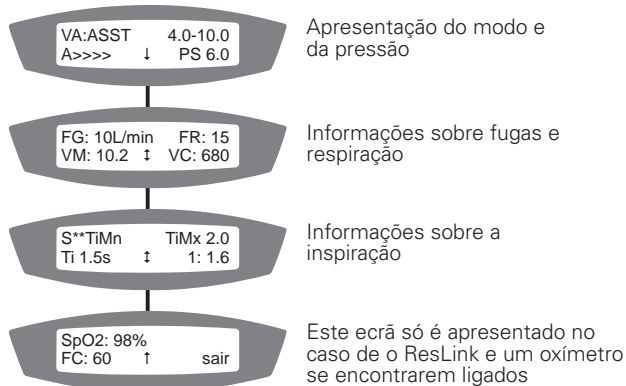 VA:ASST 4.0-10.0
A>>>> ↓ PS 6.0
Apresentação do modo e
da pressão
FG: 10L/min FR: 15
VM: 10.2 ↕ VC: 680
Informações sobre fugas e
respiração
S**TiMn TiMx 2.0
Ti 1.5s ↕ 1: 1.6
Informações sobre a
inspiração
SpO2: 98%
FC: 60 ↑ sair
Este ecrã só é apresentado no
caso de o ResLink e um oxímetro
se encontrarem ligados